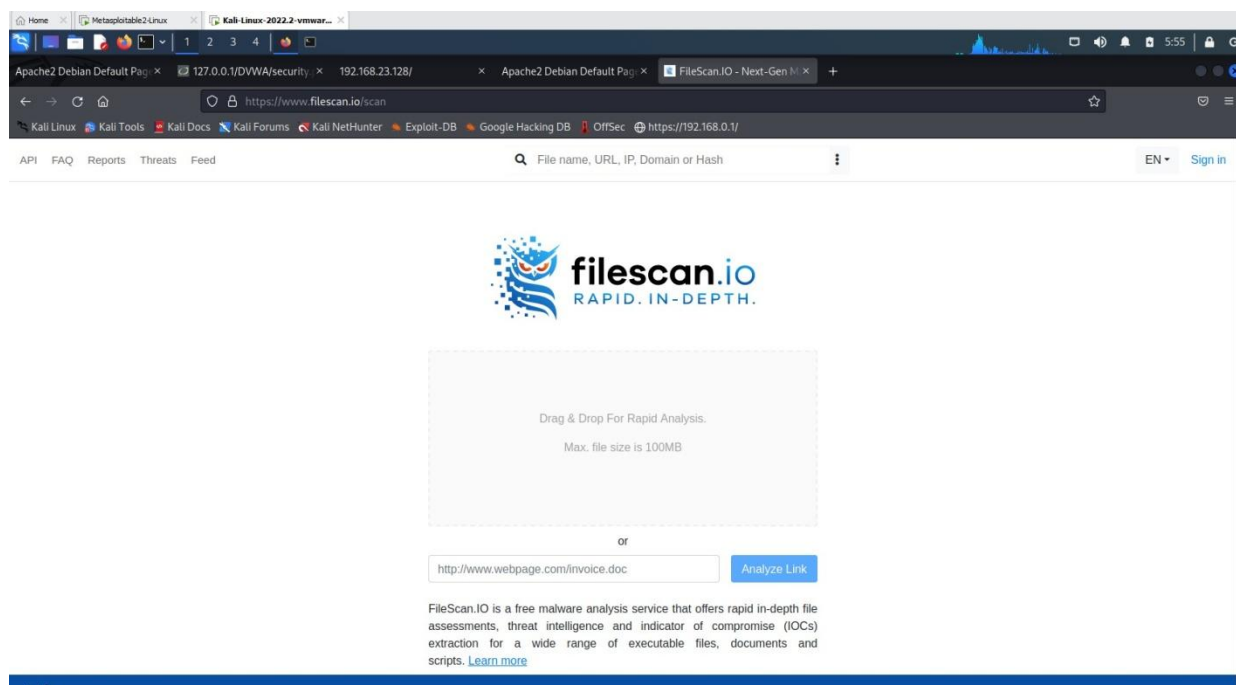 Home Metasploitable2-Linux Kali-Linux-2022.2-vmwar...
1 2 3 4 5:55
Apache2 Debian Default Pag 127.0.0.1/DVWA/security. 192.168.23.128/ Apache2 Debian Default Pag FileScan.IO - Next-Gen M
https://www.filescan.io/scan
Kali Linux Kali Tools Kali Docs Kali Forums Kali NetHunter Exploit-DB Google Hacking DB OffSec https://192.168.0.1/
API FAQ Reports Threats Feed File name, URL, IP, Domain or Hash EN Sign in
filescan.io
RAPID. IN-DEPTH.
Drag & Drop For Rapid Analysis.
Max. file size is 100MB
or
http://www.webpage.com/invoice.doc Analyze Link
FileScan.IO is a free malware analysis service that offers rapid in-depth file
assessments, threat intelligence and indicator of compromise (IOCs)
extraction for a wide range of executable files, documents and
scripts. Learn more